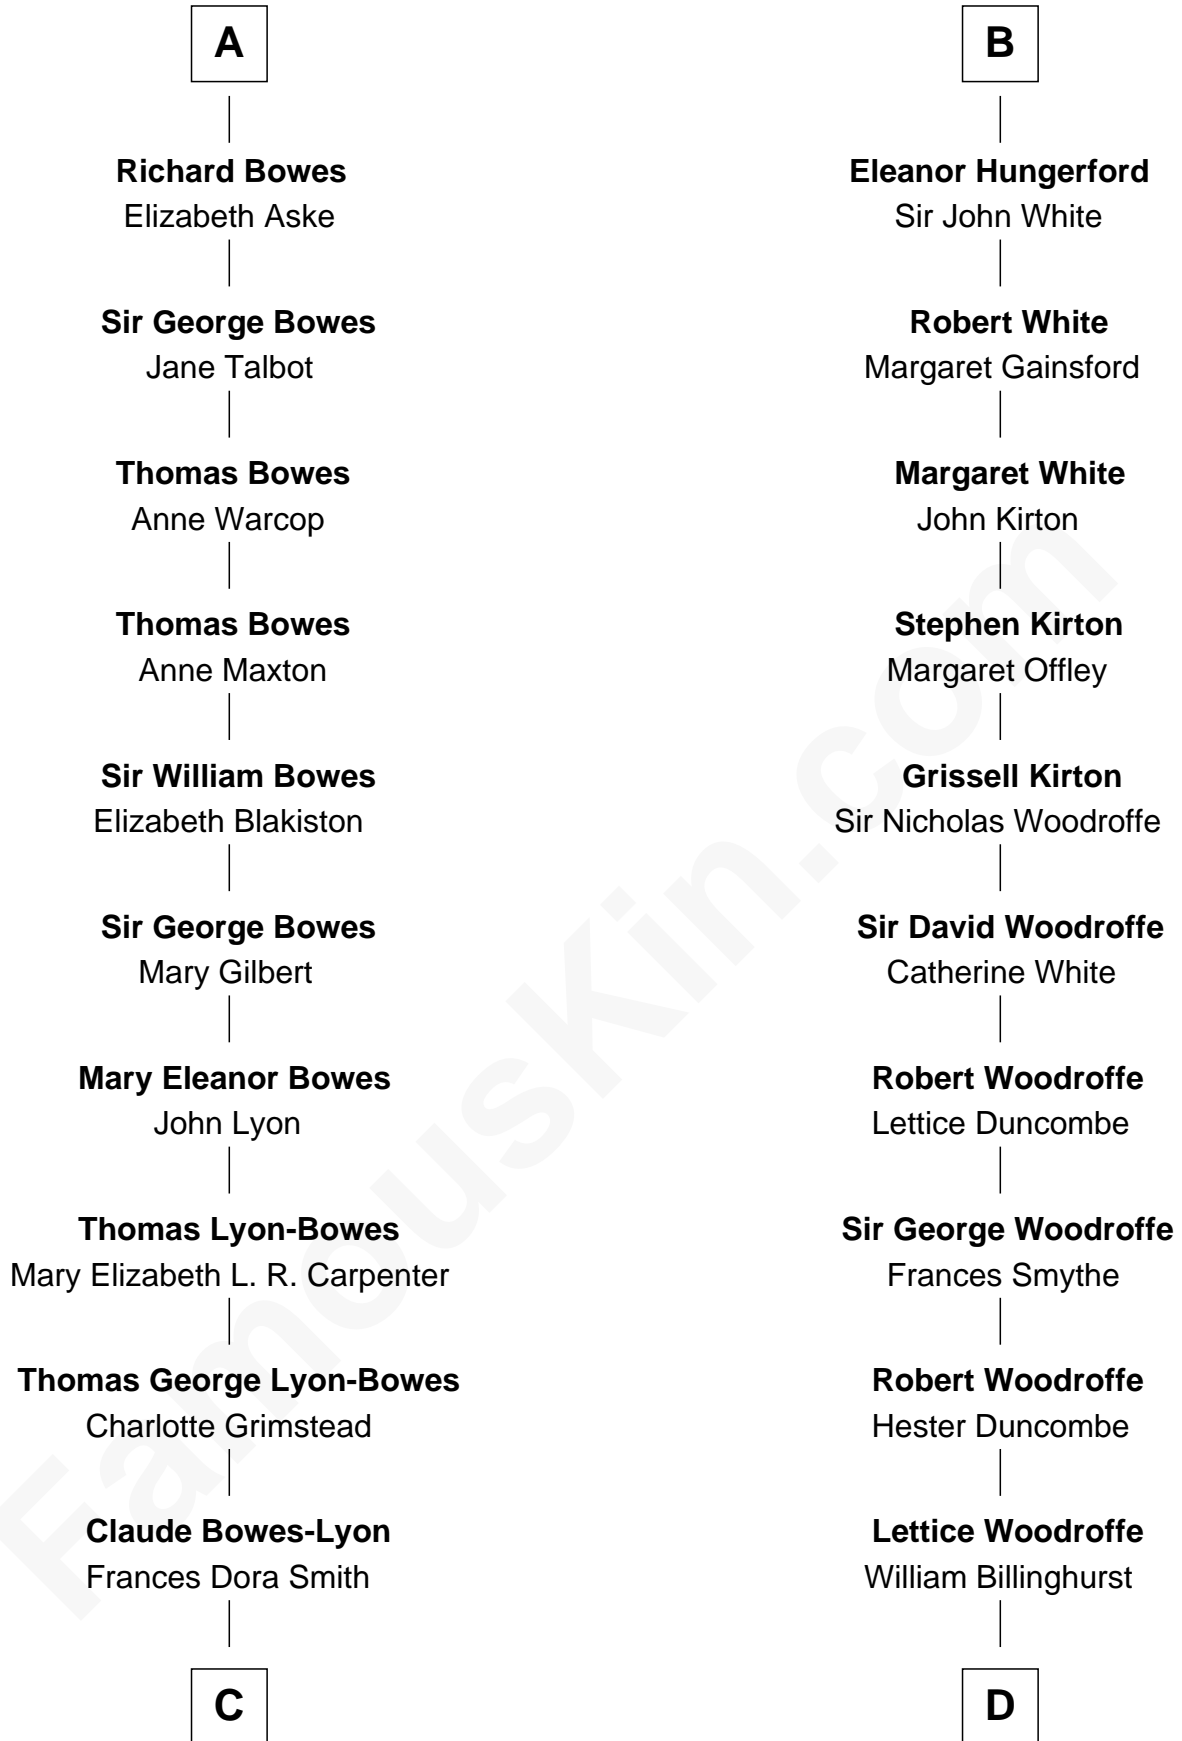 A
Richard Bowes
Elizabeth Aske
Sir George Bowes
Jane Talbot
Thomas Bowes
Anne Warcop
Thomas Bowes
Anne Maxton
Sir William Bowes
Elizabeth Blakiston
Sir George Bowes
Mary Gilbert
Mary Eleanor Bowes
John Lyon
Thomas Lyon-Bowes
Mary Elizabeth L. R. Carpenter
Thomas George Lyon-Bowes
Charlotte Grimstead
Claude Bowes-Lyon
Frances Dora Smith
C
B
Eleanor Hungerford
Sir John White
Robert White
Margaret Gainsford
Margaret White
John Kirton
Stephen Kirton
Margaret Offley
Grissell Kirton
Sir Nicholas Woodroffe
Sir David Woodroffe
Catherine White
Robert Woodroffe
Lettice Duncombe
Sir George Woodroffe
Frances Smythe
Robert Woodroffe
Hester Duncombe
Lettice Woodroffe
William Billinghurst
D
FamousKin.com